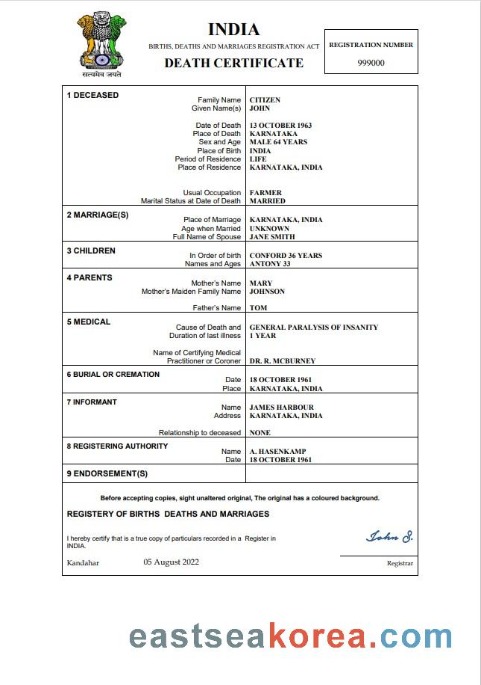 INDIA
BIRTHS, DEATHS AND MARRIAGES REGISTRATION ACT
DEATH CERTIFICATE
REGISTRATION NUMBER
999000
सत्यमेव जयते
1 DECEASED
Family Name CITIZEN
Given Name(s) JOHN
Date of Death 13 OCTOBER 1963
Place of Death KARNATAKA
Sex and Age MALE 64 YEARS
Place of Birth INDIA
Period of Residence LIFE
Place of Residence KARNATAKA, INDIA
Usual Occupation FARMER
Marital Status at Date of Death MARRIED
2 MARRIAGE(S)
Place of Marriage KARNATAKA, INDIA
Age when Married UNKNOWN
Full Name of Spouse JANE SMITH
3 CHILDREN
In Order of birth CONFORD 36 YEARS
Names and Ages ANTONY 33
4 PARENTS
Mother's Name MARY
Mother's Maiden Family Name JOHNSON
Father's Name TOM
5 MEDICAL
Cause of Death and GENERAL PARALYSIS OF INSANITY
Duration of last illness 1 YEAR
Name of Certifying Medical
Practitioner or Coroner DR. R. MCBURNEY
6 BURIAL OR CREMATION
Date 18 OCTOBER 1961
Place KARNATAKA, INDIA
7 INFORMANT
Name JAMES HARBOUR
Address KARNATAKA, INDIA
Relationship to deceased NONE
8 REGISTERING AUTHORITY
Name A. HASENKAMP
Date 18 OCTOBER 1961
9 ENDORSEMENT(S)
Before accepting copies, sight unaltered original, The original has a coloured background.
REGISTERY OF BIRTHS DEATHS AND MARRIAGES
I hereby certify that is a true copy of particulars recorded in a Register in
INDIA.
John S.
Kandahar 05 August 2022 Registrar
eastseakorea.com